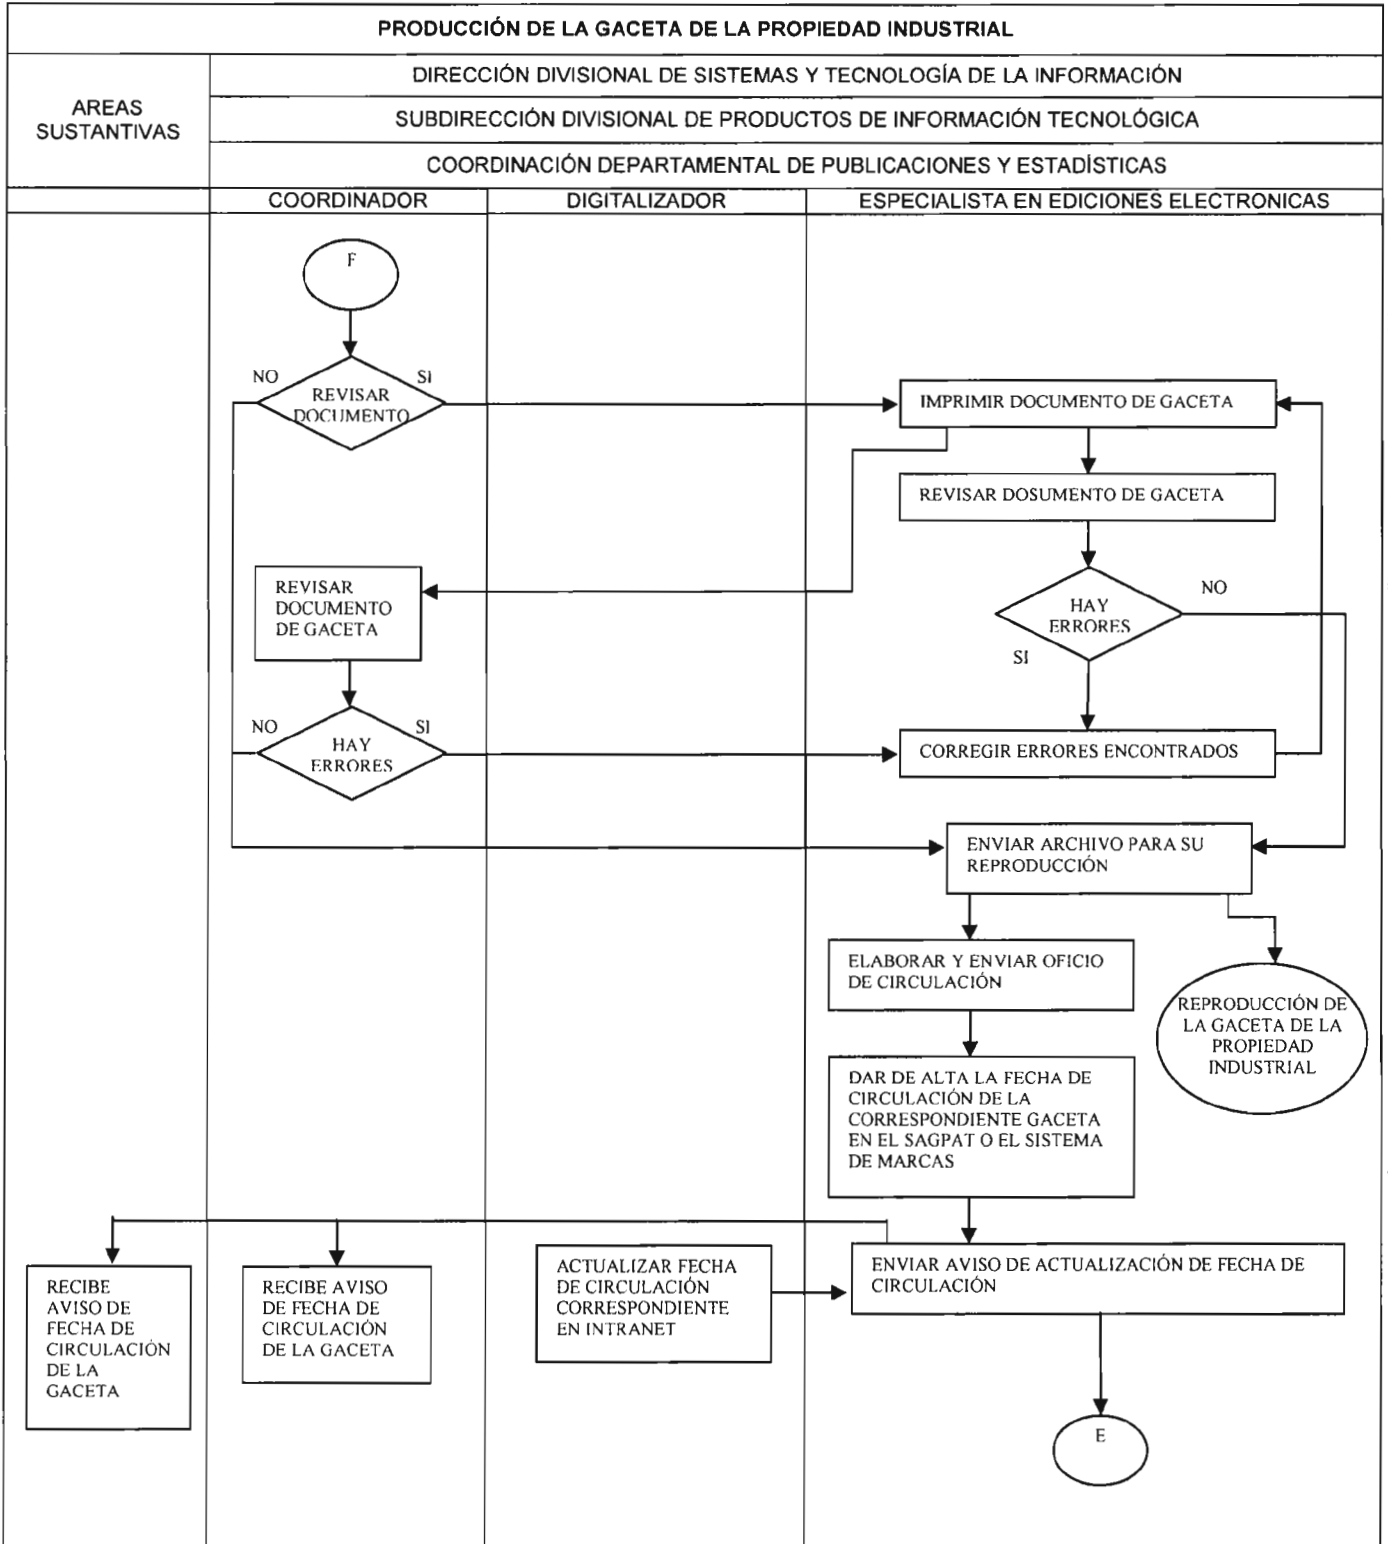 PRODUCCIÓN DE LA GACETA DE LA PROPIEDAD INDUSTRIAL
AREAS
SUSTANTIVAS
DIRECCIÓN DIVISIONAL DE SISTEMAS Y TECNOLOGÍA DE LA INFORMACIÓN
SUBDIRECCIÓN DIVISIONAL DE PRODUCTOS DE INFORMACIÓN TECNOLÓGICA
COORDINACIÓN DEPARTAMENTAL DE PUBLICACIONES Y ESTADÍSTICAS
COORDINADOR
DIGITALIZADOR
ESPECIALISTA EN EDICIONES ELECTRONICAS
F
NO
SI
REVISAR
DOCUMENTO
IMPRIMIR DOCUMENTO DE GACETA
REVISAR DOSUMENTO DE GACETA
REVISAR
DOCUMENTO
DE GACETA
HAY
ERRORES
NO
SI
NO
SI
HAY
ERRORES
CORREGIR ERRORES ENCONTRADOS
ENVIAR ARCHIVO PARA SU
REPRODUCCIÓN
ELABORAR Y ENVIAR OFICIO
DE CIRCULACIÓN
REPRODUCCIÓN DE
LA GACETA DE LA
PROPIEDAD
INDUSTRIAL
DAR DE ALTA LA FECHA DE
CIRCULACIÓN DE LA
CORRESPONDIENTE GACETA
EN EL SAGPAT O EL SISTEMA
DE MARCAS
RECIBE
AVISO DE
FECHA DE
CIRCULACIÓN
DE LA
GACETA
RECIBE AVISO
DE FECHA DE
CIRCULACIÓN
DE LA GACETA
ACTUALIZAR FECHA
DE CIRCULACIÓN
CORRESPONDIENTE
EN INTRANET
ENVIAR AVISO DE ACTUALIZACIÓN DE FECHA DE
CIRCULACIÓN
E